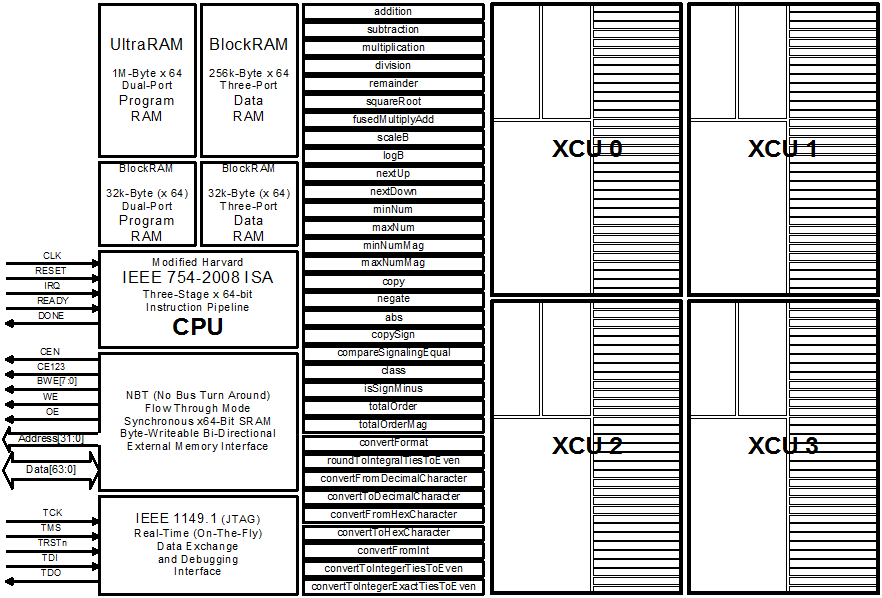 UltraRAM
1M-Byte x 64
Dual-Port
Program
RAM
BlockRAM
256k-Byte x 64
Three-Port
Data
RAM
BlockRAM
32k-Byte (x 64)
Dual-Port
Program
RAM
BlockRAM
32k-Byte (x 64)
Three-Port
Data
RAM
CLK
RESET
IRQ
READY
DONE
Modified Harvard
IEEE 754-2008 ISA
Three-Stage x 64-bit
Instruction Pipeline
CPU
CEN
CE123
BWE[7:0]
WE
OE
Address[31:0]
Data[63:0]
NBT (No Bus Turn Around)
Flow Through Mode
Synchronous x64-Bit SRAM
Byte-Writeable Bi-Directional
External Memory Interface
TCK
TMS
TRSTn
TDI
TDO
IEEE 1149.1 (JTAG)
Real-Time (On-The-Fly)
Data Exchange
and Debugging
Interface
addition
subtraction
multiplication
division
remainder
squareRoot
fusedMultiplyAdd
scaleB
logB
nextUp
nextDown
minNum
maxNum
minNumMag
maxNumMag
copy
negate
abs
copySign
compareSignalingEqual
class
isSignMinus
totalOrder
totalOrderMag
convertFormat
roundToIntegralTiesToEven
convertFromDecimalCharacter
convertToDecimalCharacter
convertFromHexCharacter
convertToHexCharacter
convertFromInt
convertToIntegerTiesToEven
convertToIntegerExactTiesToEven
XCU 0
XCU 1
XCU 2
XCU 3